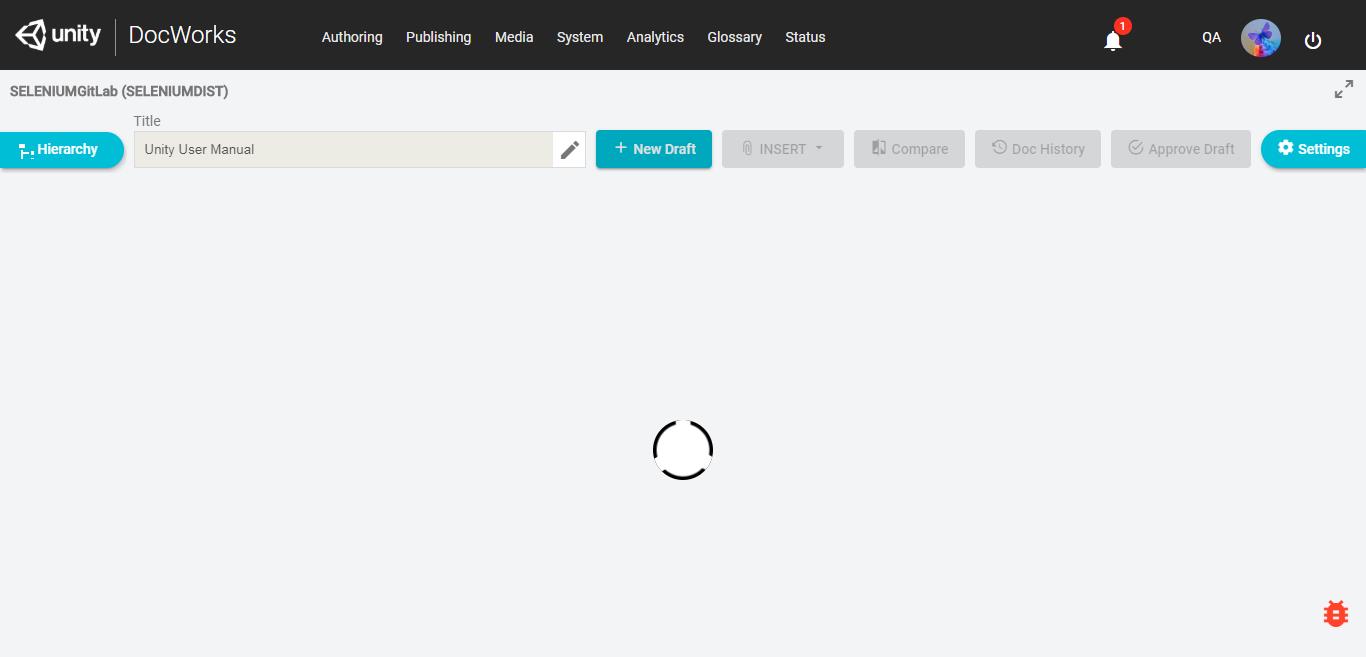 unity DocWorks Authoring Publishing Media System Analytics Glossary Status 1 QA
SELENIUMGitLab (SELENIUMDIST)
Title
Hierarchy Unity User Manual + New Draft INSERT Compare Doc History Approve Draft Settings